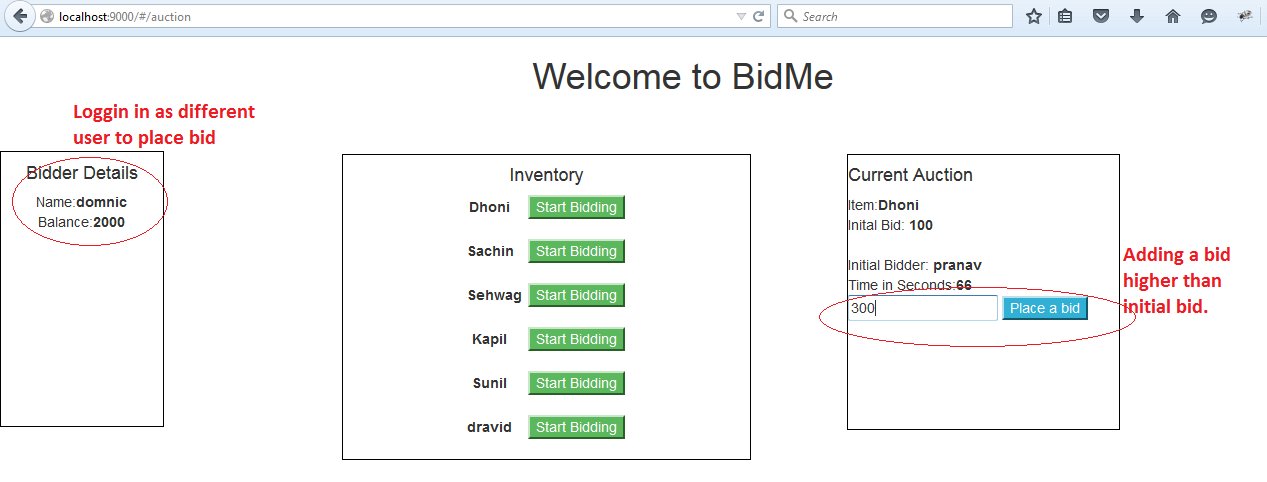 localhost:9000/#/auction
Search
Welcome to BidMe
Loggin in as different
user to place bid
Bidder Details
Name:domnic
Balance:2000
Inventory
Dhoni Start Bidding
Sachin Start Bidding
Sehwag Start Bidding
Kapil Start Bidding
Sunil Start Bidding
dravid Start Bidding
Current Auction
Item:Dhoni
Inital Bid: 100
Initial Bidder: pranav
Time in Seconds:66
300 Place a bid
Adding a bid
higher than
initial bid.